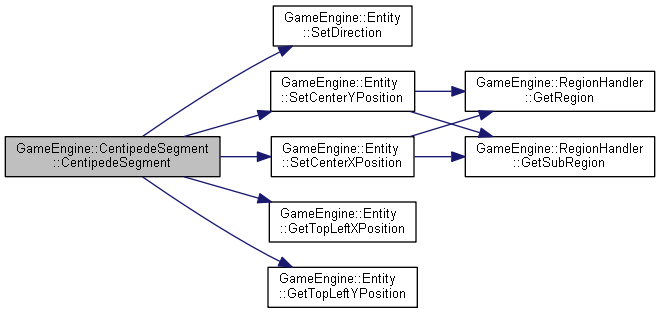 GameEngine::Entity
::SetDirection
GameEngine::Entity
::SetCenterYPosition
GameEngine::RegionHandler
::GetRegion
GameEngine::CentipedeSegment
::CentipedeSegment
GameEngine::Entity
::SetCenterXPosition
GameEngine::RegionHandler
::GetSubRegion
GameEngine::Entity
::GetTopLeftXPosition
GameEngine::Entity
::GetTopLeftYPosition